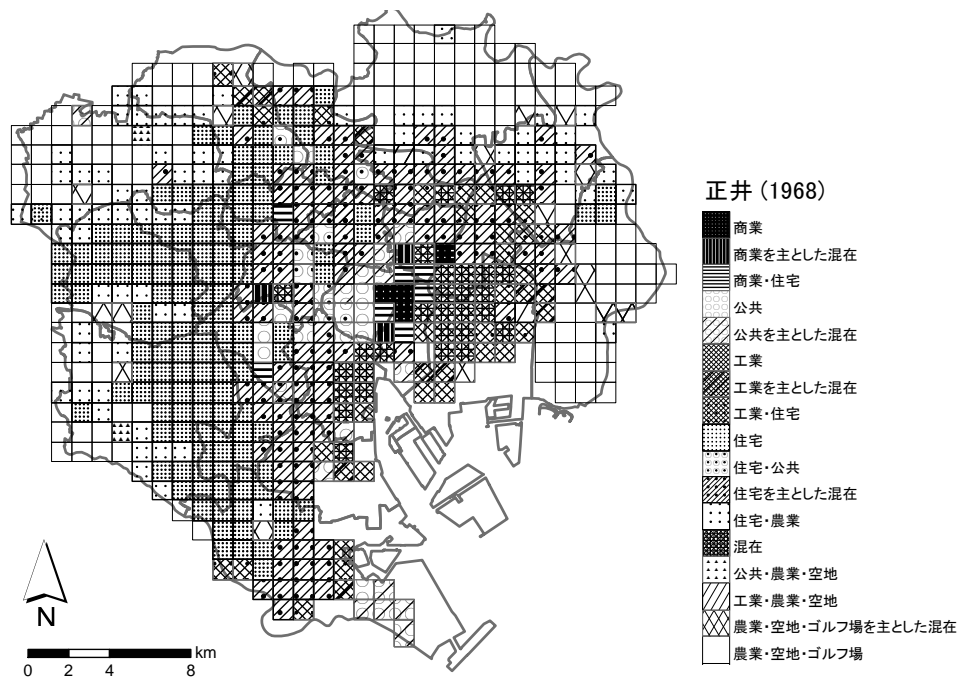 正井 (1968)
商業
商業を主とした混在
商業・住宅
公共
公共を主とした混在
工業
工業を主とした混在
工業・住宅
住宅
住宅・公共
住宅を主とした混在
住宅・農業
混在
公共・農業・空地
工業・農業・空地
農業・空地・ゴルフ場を主とした混在
農業・空地・ゴルフ場
N
km
0 2 4 8